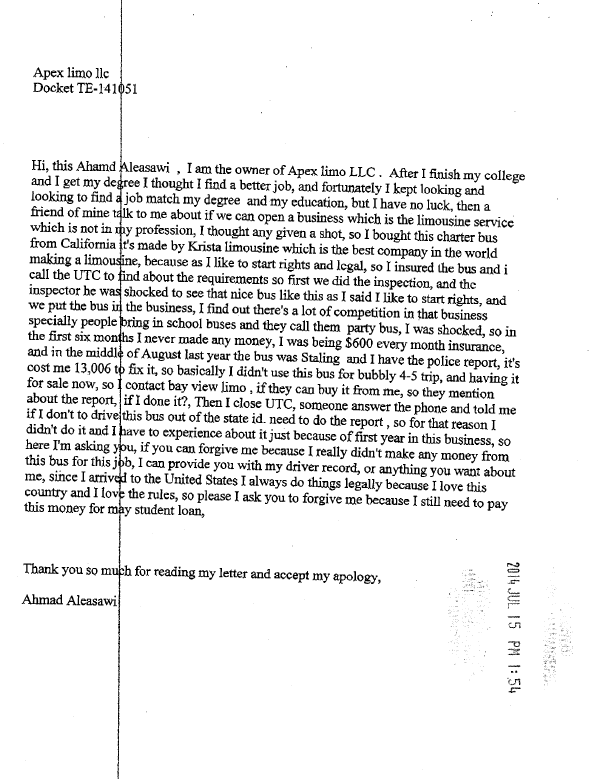 Apex limo llc
Docket TE-141051
Hi, this Ahamd Aleasawi , I am the owner of Apex limo LLC . After I finish my college
and I get my degree I thought I find a better job, and fortunately I kept looking and
looking to find a job match my degree and my education, but I have no luck, then a
friend of mine talk to me about if we can open a business which is the limousine service
which is not in my profession, I thought any given a shot, so I bought this charter bus
from California it's made by Krista limousine which is the best company in the world
making a limousine, because as I like to start rights and legal, so I insured the bus and i
call the UTC to find about the requirements so first we did the inspection, and the
inspector he was shocked to see that nice bus like this as I said I like to start rights, and
we put the bus in the business, I find out there's a lot of competition in that business
specially people bring in school buses and they call them party bus, I was shocked, so in
the first six months I never made any money, I was being $600 every month insurance,
and in the middle of August last year the bus was Staling and I have the police report, it's
cost me 13,006 to fix it, so basically I didn't use this bus for bubbly 4-5 trip, and having it
for sale now, so I contact bay view limo , if they can buy it from me, so they mention
about the report, if I done it?, Then I close UTC, someone answer the phone and told me
if I don't to drive this bus out of the state id. need to do the report , so for that reason I
didn't do it and I have to experience about it just because of first year in this business, so
here I'm asking you, if you can forgive me because I really didn't make any money from
this bus for this job, I can provide you with my driver record, or anything you want about
me, since I arrived to the United States I always do things legally because I love this
country and I love the rules, so please I ask you to forgive me because I still need to pay
this money for may student loan,
Thank you so much for reading my letter and accept my apology,
Ahmad Aleasawi
2014 JUL 15 PM 1:54